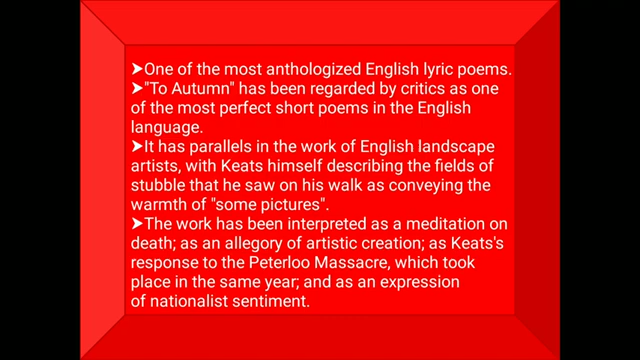 ➤One of the most anthologized English lyric poems.
➤"To Autumn" has been regarded by critics as one
of the most perfect short poems in the English
language.
➤It has parallels in the work of English landscape
artists, with Keats himself describing the fields of
stubble that he saw on his walk as conveying the
warmth of "some pictures".
➤The work has been interpreted as a meditation on
death; as an allegory of artistic creation; as Keats's
response to the Peterloo Massacre, which took
place in the same year; and as an expression
of nationalist sentiment.